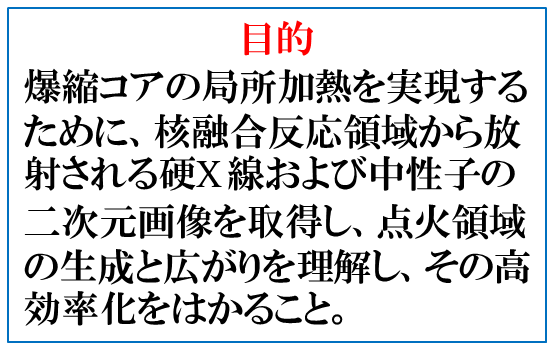 目的
爆縮コアの局所加熱を実現する
ために、核融合反応領域から放
射される硬X線および中性子の
二次元画像を取得し、点火領域
の生成と広がりを理解し、その高
効率化をはかること。